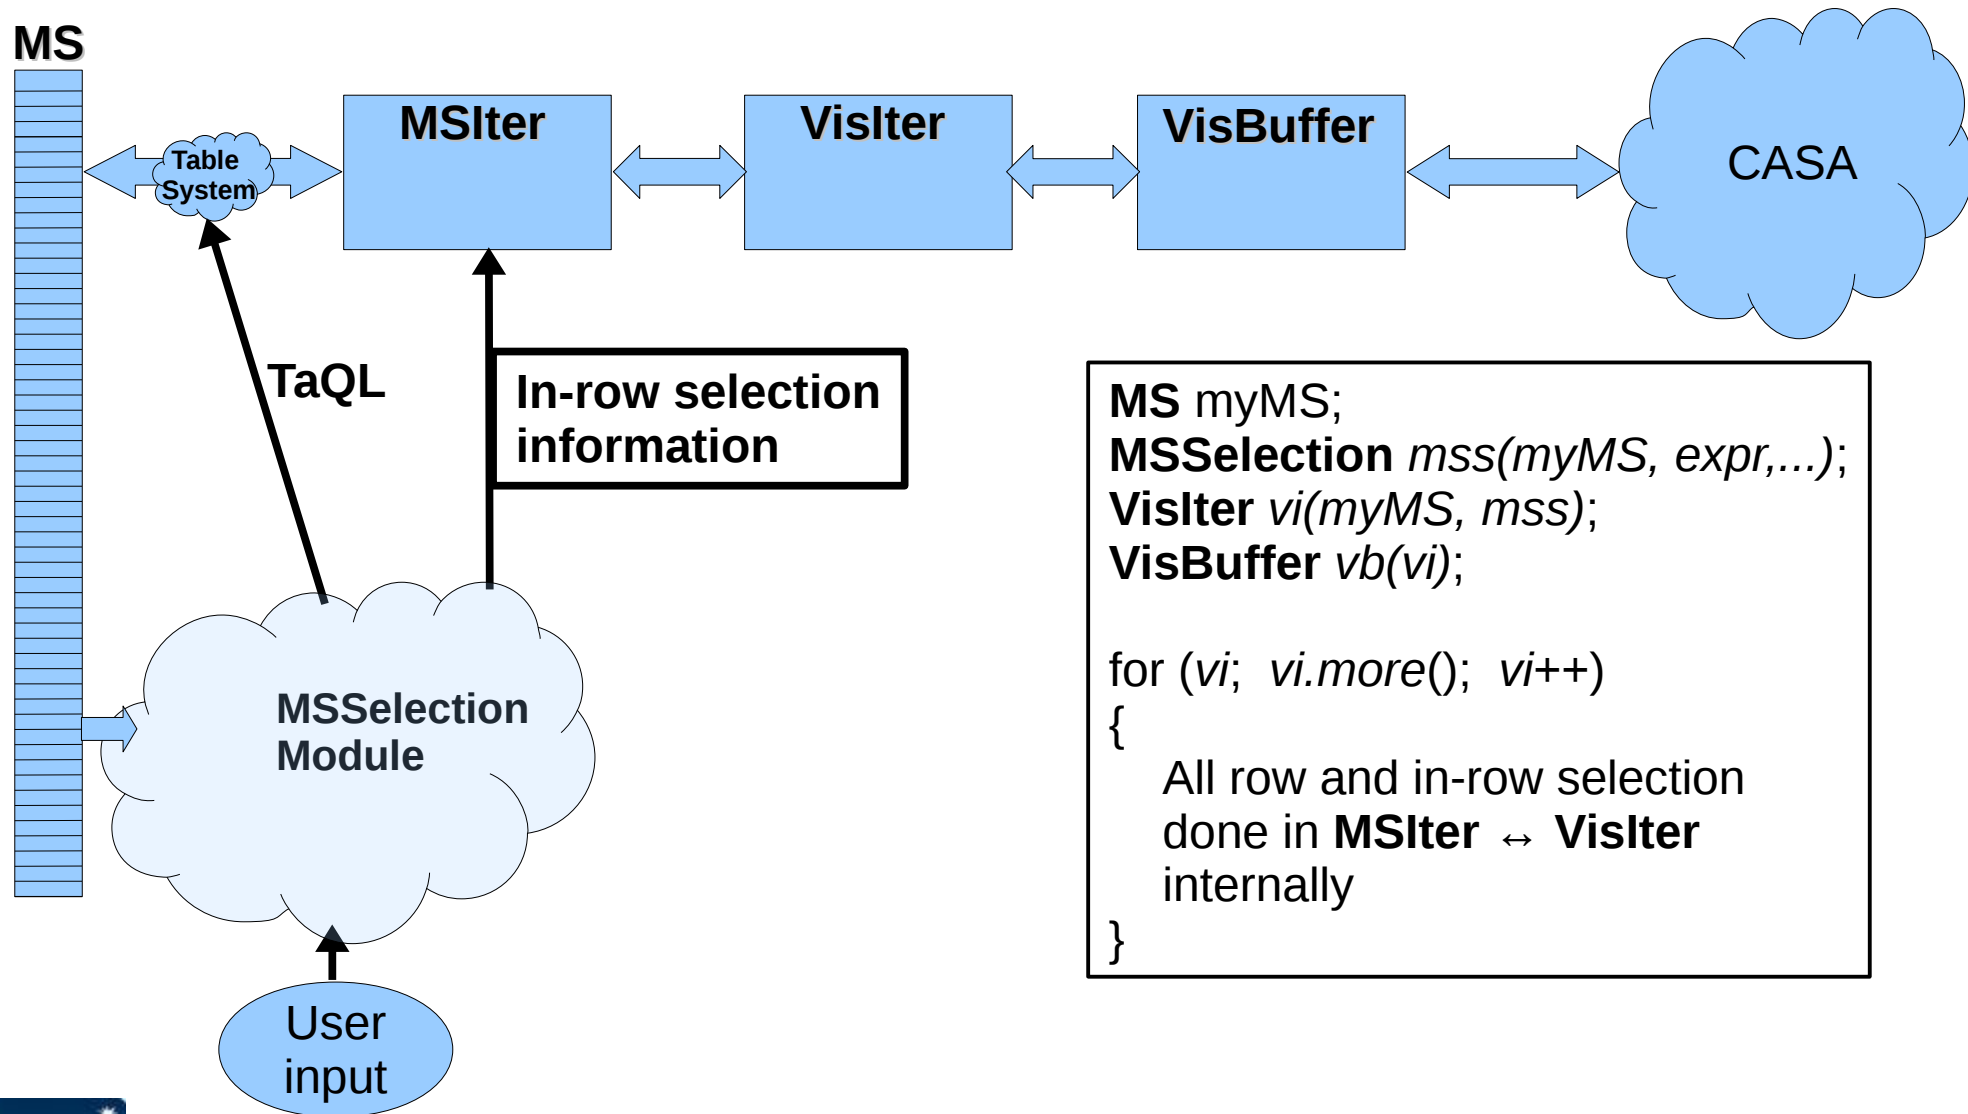 MS
MSIter
VisIter
VisBuffer
CASA
Table
System
TaQL
In-row selection
information
MSSelection
Module
User
input
MS myMS;
MSSelection mss(myMS, expr,...);
VisIter vi(myMS, mss);
VisBuffer vb(vi);
for (vi; vi.more(); vi++)
{
All row and in-row selection
done in MSIter ↔ VisIter
internally
}